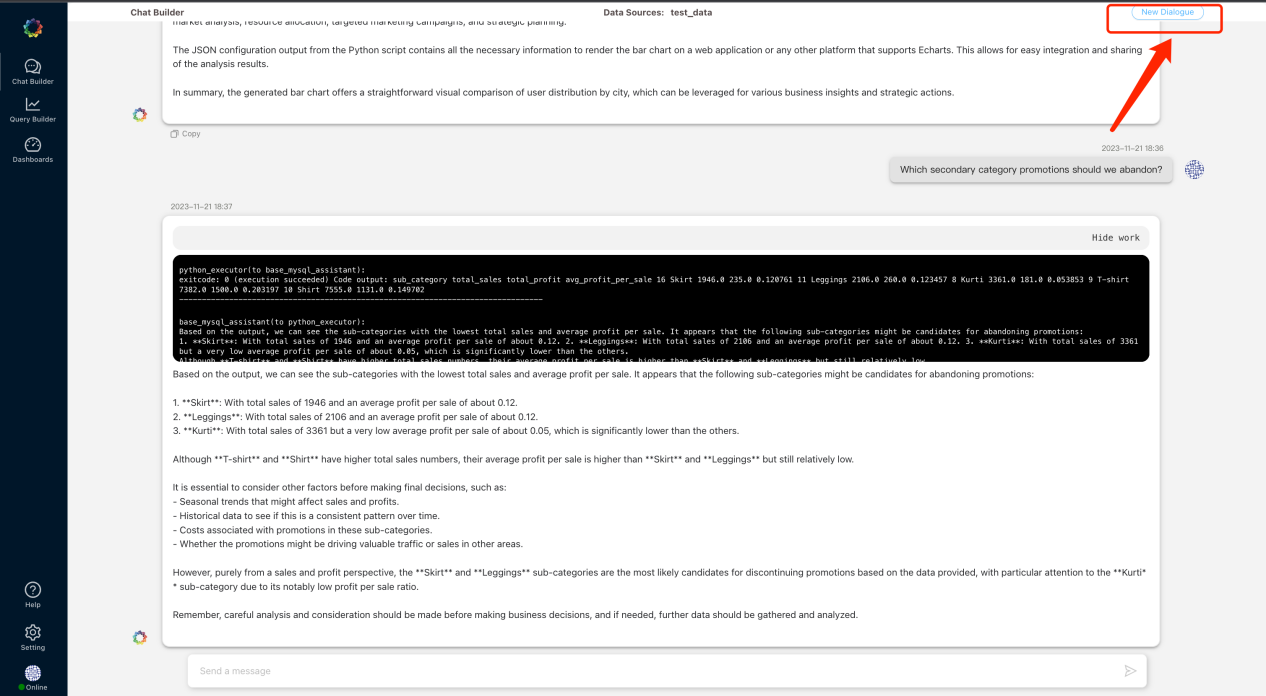 Chat Builder
Data Sources: test_data
New Dialogue
market analysis, resource allocation, targeted marketing campaigns, and strategic planning.
The JSON configuration output from the Python script contains all the necessary information to render the bar chart on a web application or any other platform that supports Echarts. This allows for easy integration and sharing
of the analysis results.
In summary, the generated bar chart offers a straightforward visual comparison of user distribution by city, which can be leveraged for various business insights and strategic actions.
Copy
Chat Builder
Query Builder
Dashboards
2023-11-21 18:36
Which secondary category promotions should we abandon?
2023-11-21 18:37
Hide work
python_executor(to base_mysql_assistant):
exitcode: 0 (execution succeeded) Code output: sub_category total_sales total_profit avg_profit_per_sale 16 Skirt 1946.0 235.0 0.120761 11 Leggings 2106.0 260.0 0.123457 8 Kurti 3361.0 181.0 0.053853 9 T-shirt
7382.0 1500.0 0.203197 10 Shirt 7555.0 1131.0 0.149702
--------------------------------------------------------------------------------
base_mysql_assistant(to python_executor):
Based on the output, we can see the sub-categories with the lowest total sales and average profit per sale. It appears that the following sub-categories might be candidates for abandoning promotions:
1. **Skirt**: With total sales of 1946 and an average profit per sale of about 0.12. 2. **Leggings**: With total sales of 2106 and an average profit per sale of about 0.12. 3. **Kurti**: With total sales of 3361
but a very low average profit per sale of about 0.05, which is significantly lower than the others.
Although **T-shirt** and **Shirt** have higher total sales numbers, their average profit per sale is higher than **Skirt** and **Leggings** but still relatively low.
Based on the output, we can see the sub-categories with the lowest total sales and average profit per sale. It appears that the following sub-categories might be candidates for abandoning promotions:
1. **Skirt**: With total sales of 1946 and an average profit per sale of about 0.12.
2. **Leggings**: With total sales of 2106 and an average profit per sale of about 0.12.
3. **Kurti**: With total sales of 3361 but a very low average profit per sale of about 0.05, which is significantly lower than the others.
Although **T-shirt** and **Shirt** have higher total sales numbers, their average profit per sale is higher than **Skirt** and **Leggings** but still relatively low.
It is essential to consider other factors before making final decisions, such as:
- Seasonal trends that might affect sales and profits.
- Historical data to see if this is a consistent pattern over time.
- Costs associated with promotions in these sub-categories.
- Whether the promotions might be driving valuable traffic or sales in other areas.
However, purely from a sales and profit perspective, the **Skirt** and **Leggings** sub-categories are the most likely candidates for discontinuing promotions based on the data provided, with particular attention to the **Kurti*
* sub-category due to its notably low profit per sale ratio.
Remember, careful analysis and consideration should be made before making business decisions, and if needed, further data should be gathered and analyzed.
Help
Setting
Online
Send a message